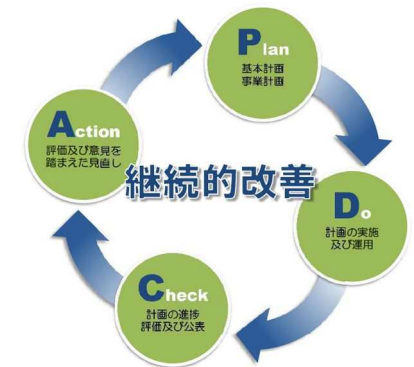 Plan
基本計画
事業計画
Action
評価及び意見を
踏まえた見直し
継続的改善
Do
計画の実施
及び運用
Check
計画の進捗
評価及び公表